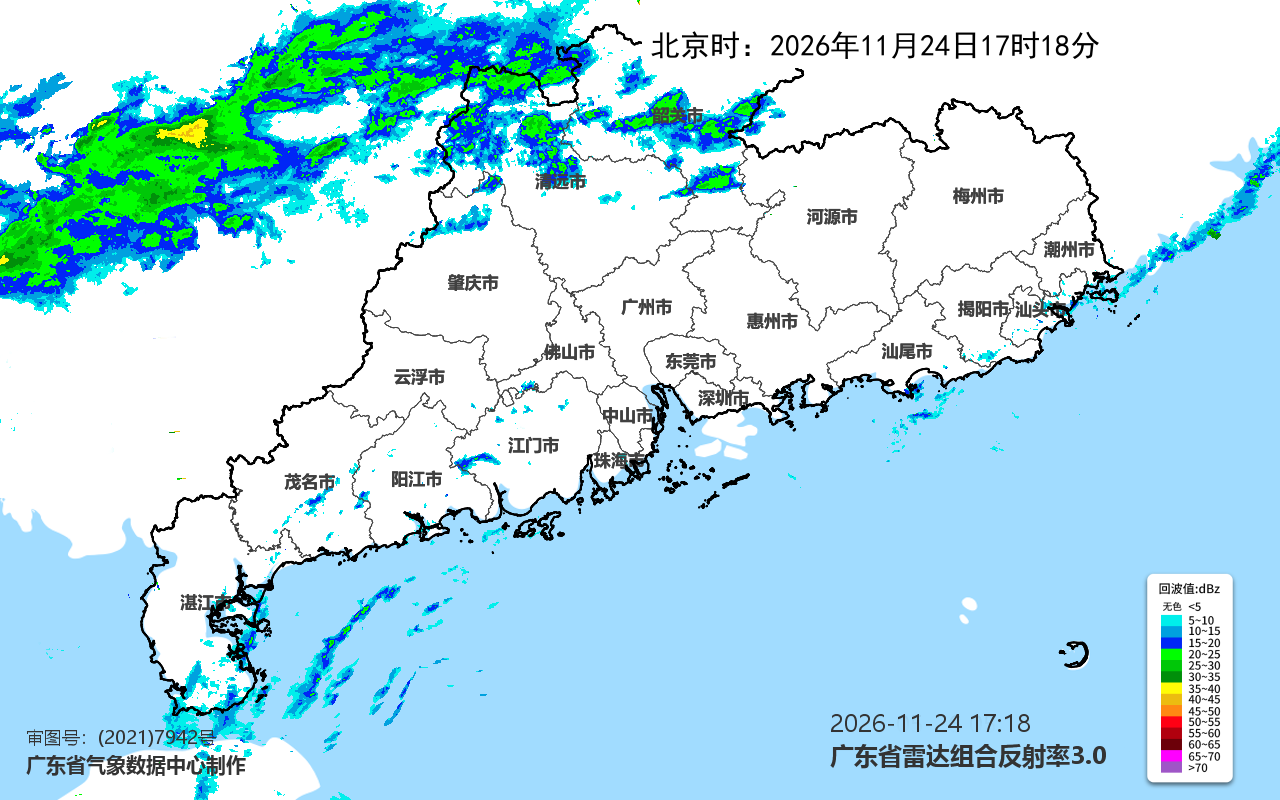 北京时：2026年11月24日17时18分
韶关市
清远市
梅州市
河源市
潮州市
肇庆市
广州市
惠州市
揭阳市
汕头市
佛山市
东莞市
汕尾市
云浮市
深圳市
中山市
江门市
珠海市
茂名市
阳江市
湛江市
回波值:dBz
无色 <5
5~10
10~15
15~20
20~25
25~30
30~35
35~40
40~45
45~50
50~55
55~60
60~65
65~70
>70
2026-11-24 17:18
广东省雷达组合反射率3.0
审图号：(2021)7942号
广东省气象数据中心制作